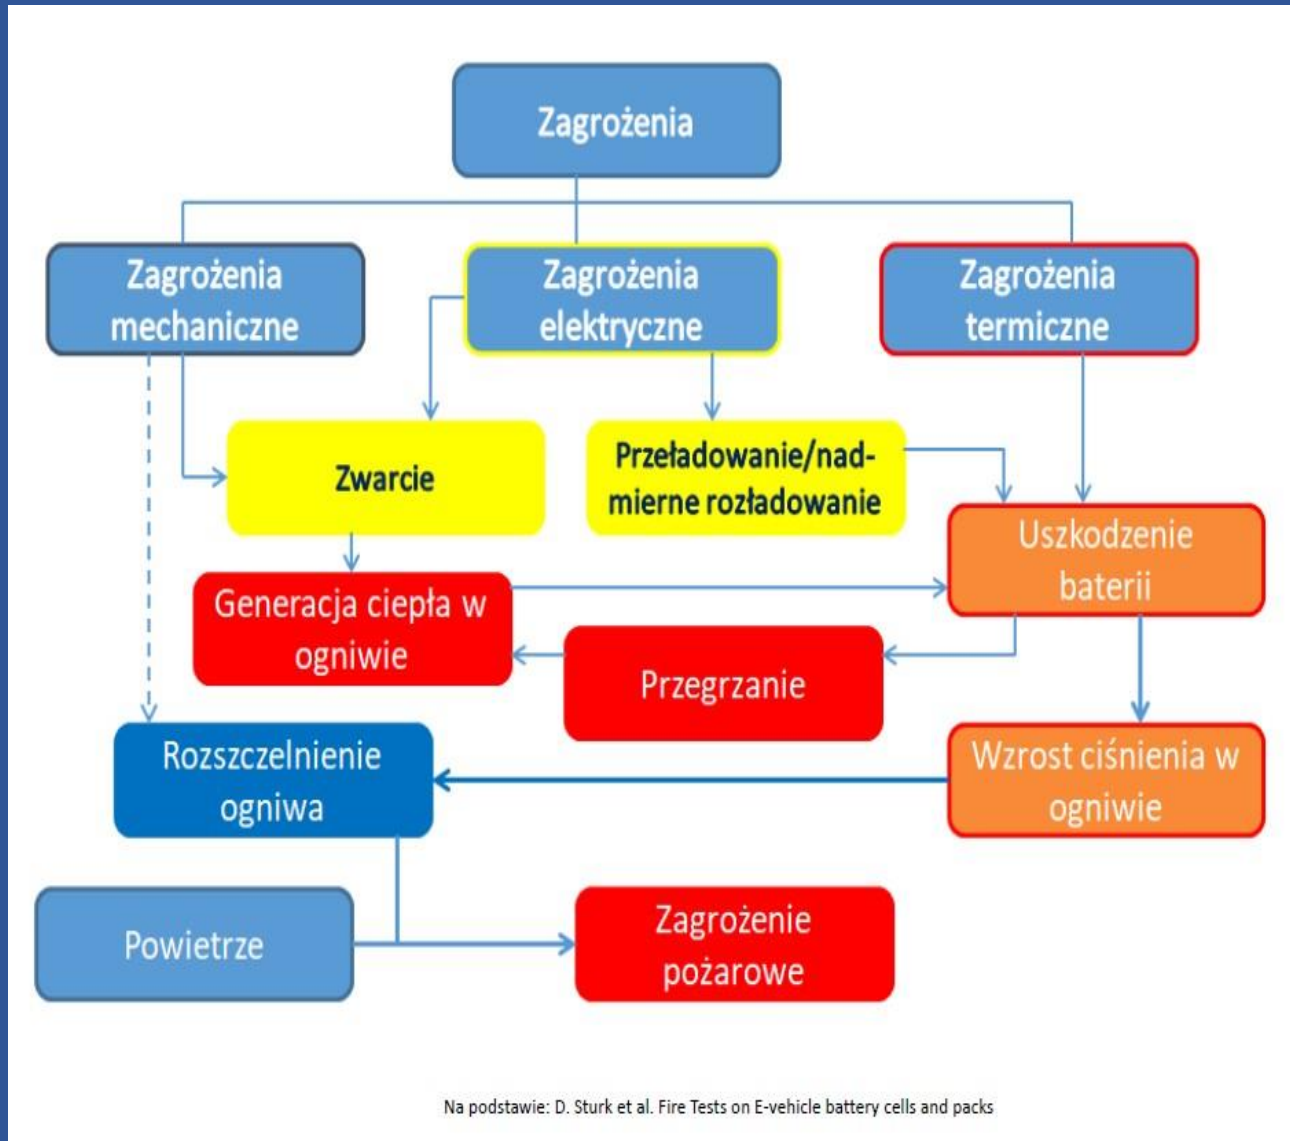 Zagrożenia
Zagrożenia
mechaniczne
Zagrożenia
elektryczne
Zagrożenia
termiczne
Zwarcie
Przeładowanie/nad-
mierne rozładowanie
Uszkodzenie
baterii
Generacja ciepła w
ogniwie
Przegrzanie
Rozszczelnienie
ogniwa
Wzrost ciśnienia w
ogniwie
Powietrze
Zagrożenie
pożarowe
Na podstawie: D. Sturk et al. Fire Tests on E-vehicle battery cells and packs